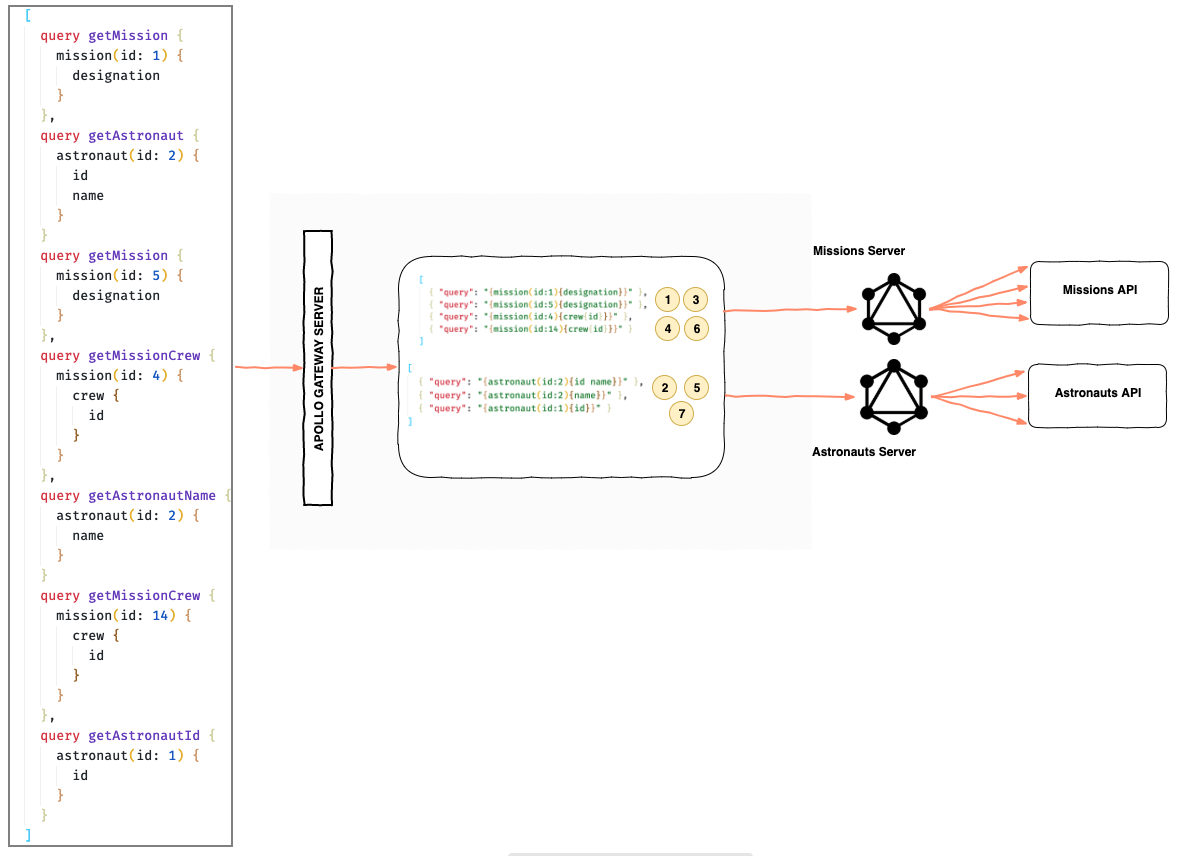 [
query getMission {
mission(id: 1) {
designation
}
},
query getAstronaut {
astronaut(id: 2) {
id
name
}
}
query getMission {
mission(id: 5) {
designation
}
},
query getMissionCrew {
mission(id: 4) {
crew {
id
}
}
},
query getAstronautName {
astronaut(id: 2) {
name
}
}
query getMissionCrew {
mission(id: 14) {
crew {
id
}
}
},
query getAstronautId {
astronaut(id: 1) {
id
}
}
]
APOLLO GATEWAY SERVER
[
{ "query": "{mission(id:1){designation}}" },
{ "query": "{mission(id:5){designation}}" },
{ "query": "{mission(id:4){crew{id}}}" },
{ "query": "{mission(id:14){crew{id}}}" }
]
1 3
4 6
[
{ "query": "{astronaut(id:2){id name}}" },
{ "query": "{astronaut(id:2){name}}" },
{ "query": "{astronaut(id:1){id}}" }
]
2 5
7
Missions Server
Astronauts Server
Missions API
Astronauts API